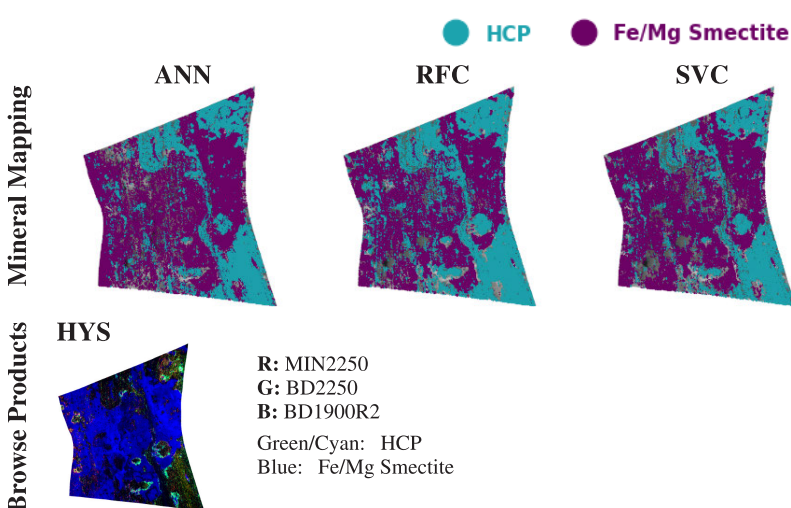 HCP
Fe/Mg Smectite
ANN
RFC
SVC
Mineral Mapping
Browse Products
HYS
R: MIN2250
G: BD2250
B: BD1900R2
Green/Cyan: HCP
Blue: Fe/Mg Smectite